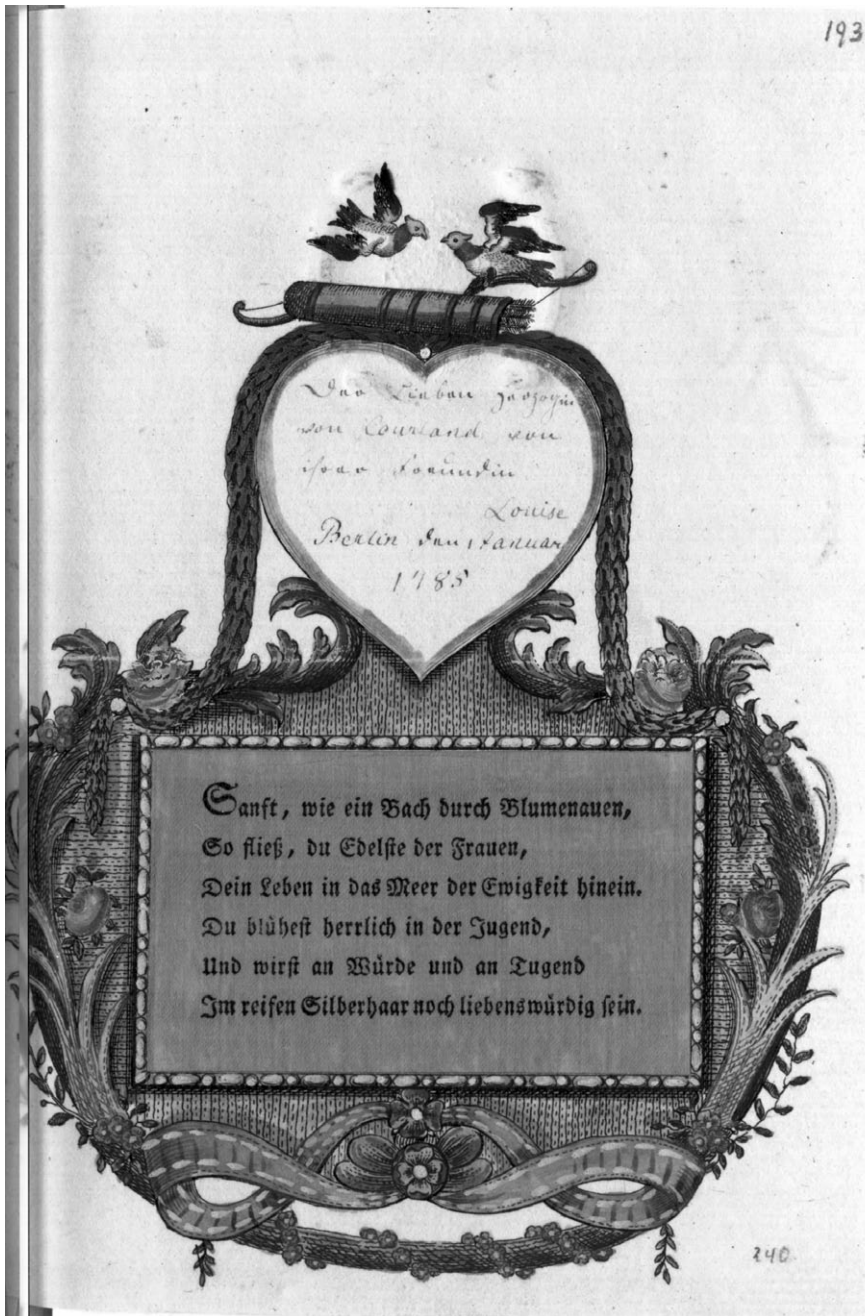 193
Der Lieben Herzogin
von Courland von
ihrer Freundin
Louise
Berlin den 1 Januar
1785
Sanft, wie ein Bach durch Blumenauen,
So fließ, du Edelste der Frauen,
Dein Leben in das Meer der Ewigkeit hinein.
Du blühest herrlich in der Jugend,
Und wirst an Würde und an Tugend
Im reifen Silberhaar noch liebenswürdig sein.
240.